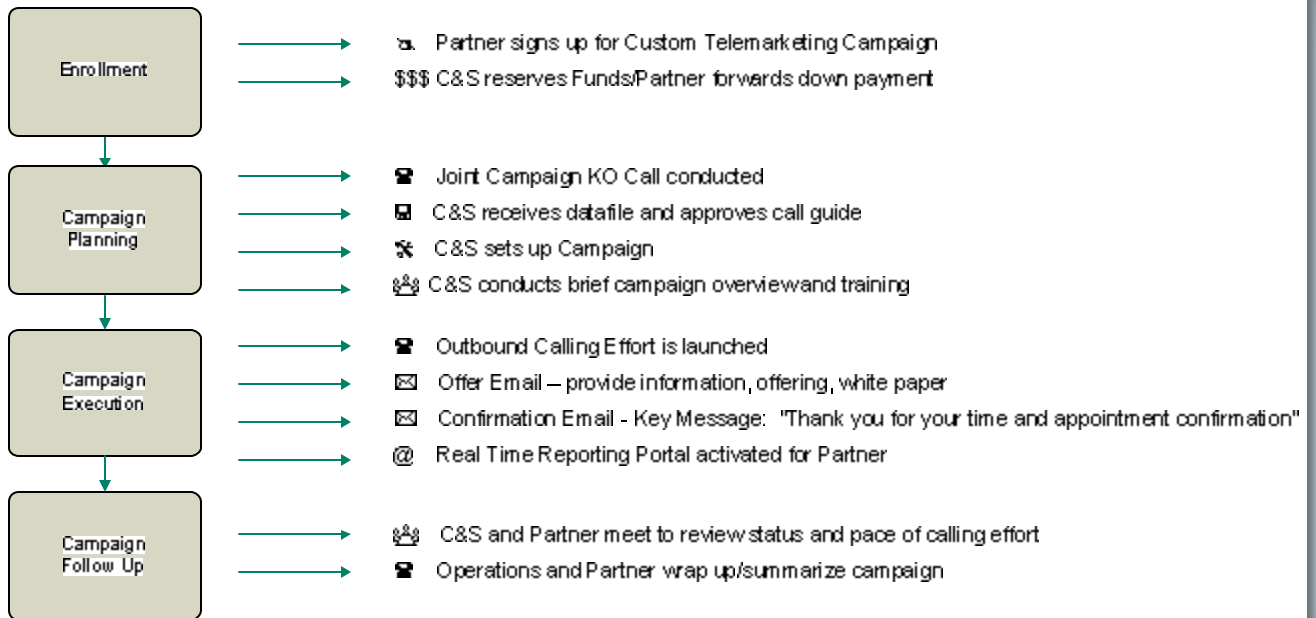 Enrollment
Partner signs up for Custom Telemarketing Campaign
$$$ C&S reserves Funds/Partner forwards down payment
Campaign
Planning
Joint Campaign KO Call conducted
C&S receives datafile and approves call guide
C&S sets up Campaign
C&S conducts brief campaign overview and training
Campaign
Execution
Outbound Calling Effort is launched
Offer Email – provide information, offering, white paper
Confirmation Email - Key Message: "Thank you for your time and appointment confirmation"
@ Real Time Reporting Portal activated for Partner
Campaign
Follow Up
C&S and Partner meet to review status and pace of calling effort
Operations and Partner wrap up/summarize campaign